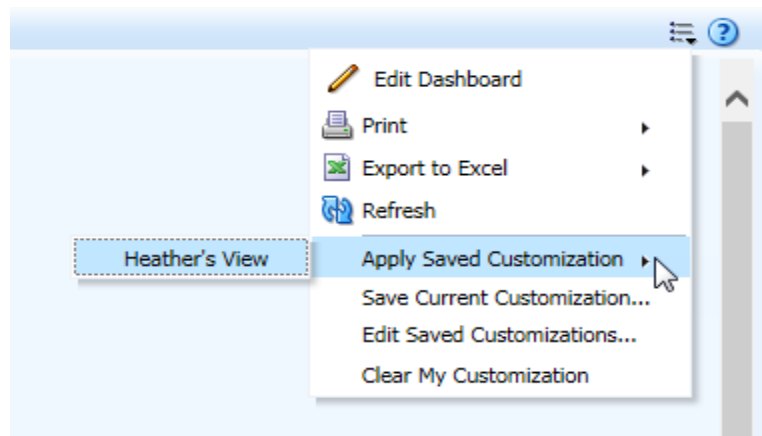 ?
Edit Dashboard
Print
Export to Excel
Refresh
Heather's View
Apply Saved Customization
Save Current Customization...
Edit Saved Customizations...
Clear My Customization